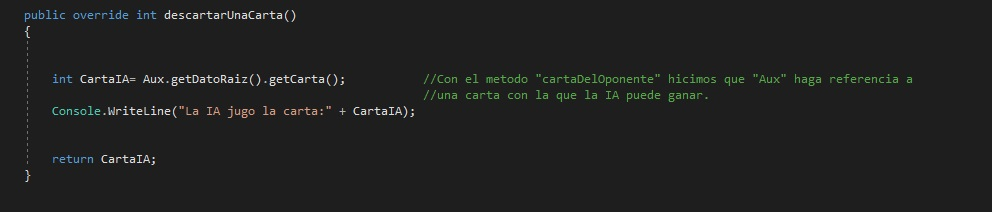 public override int descartarUnaCarta()
{
int CartaIA= Aux.getDatoRaiz().getCarta(); //Con el metodo "cartaDelOponente" hicimos que "Aux" haga referencia a
//una carta con la que la IA puede ganar.
Console.WriteLine("La IA jugo la carta:" + CartaIA);
return CartaIA;
}